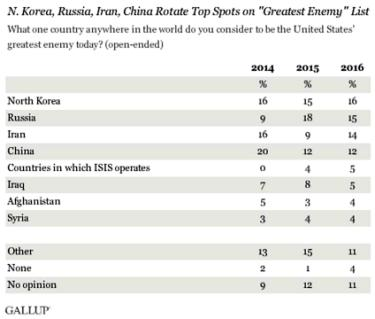 N. Korea, Russia, Iran, China Rotate Top Spots on "Greatest Enemy" List
What one country anywhere in the world do you consider to be the United States'
greatest enemy today? (open-ended)
2014 2015 2016
% % %
North Korea 16 15 16
Russia 9 18 15
Iran 16 9 14
China 20 12 12
Countries in which ISIS operates 0 4 5
Iraq 7 8 5
Afghanistan 5 3 4
Syria 3 4 4
Other 13 15 11
None 2 1 4
No opinion 9 12 11
GALLUP